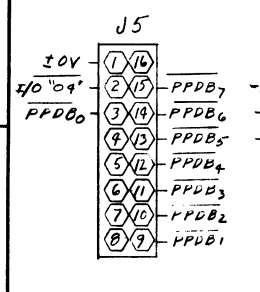 J5
±0V 1 16
I/O "04" 2 15 PPDB7
PPDB0 3 14 PPDB6
4 13 PPDB5
5 12 PPDB4
6 11 PPDB3
7 10 PPDB2
8 9 PPDB1